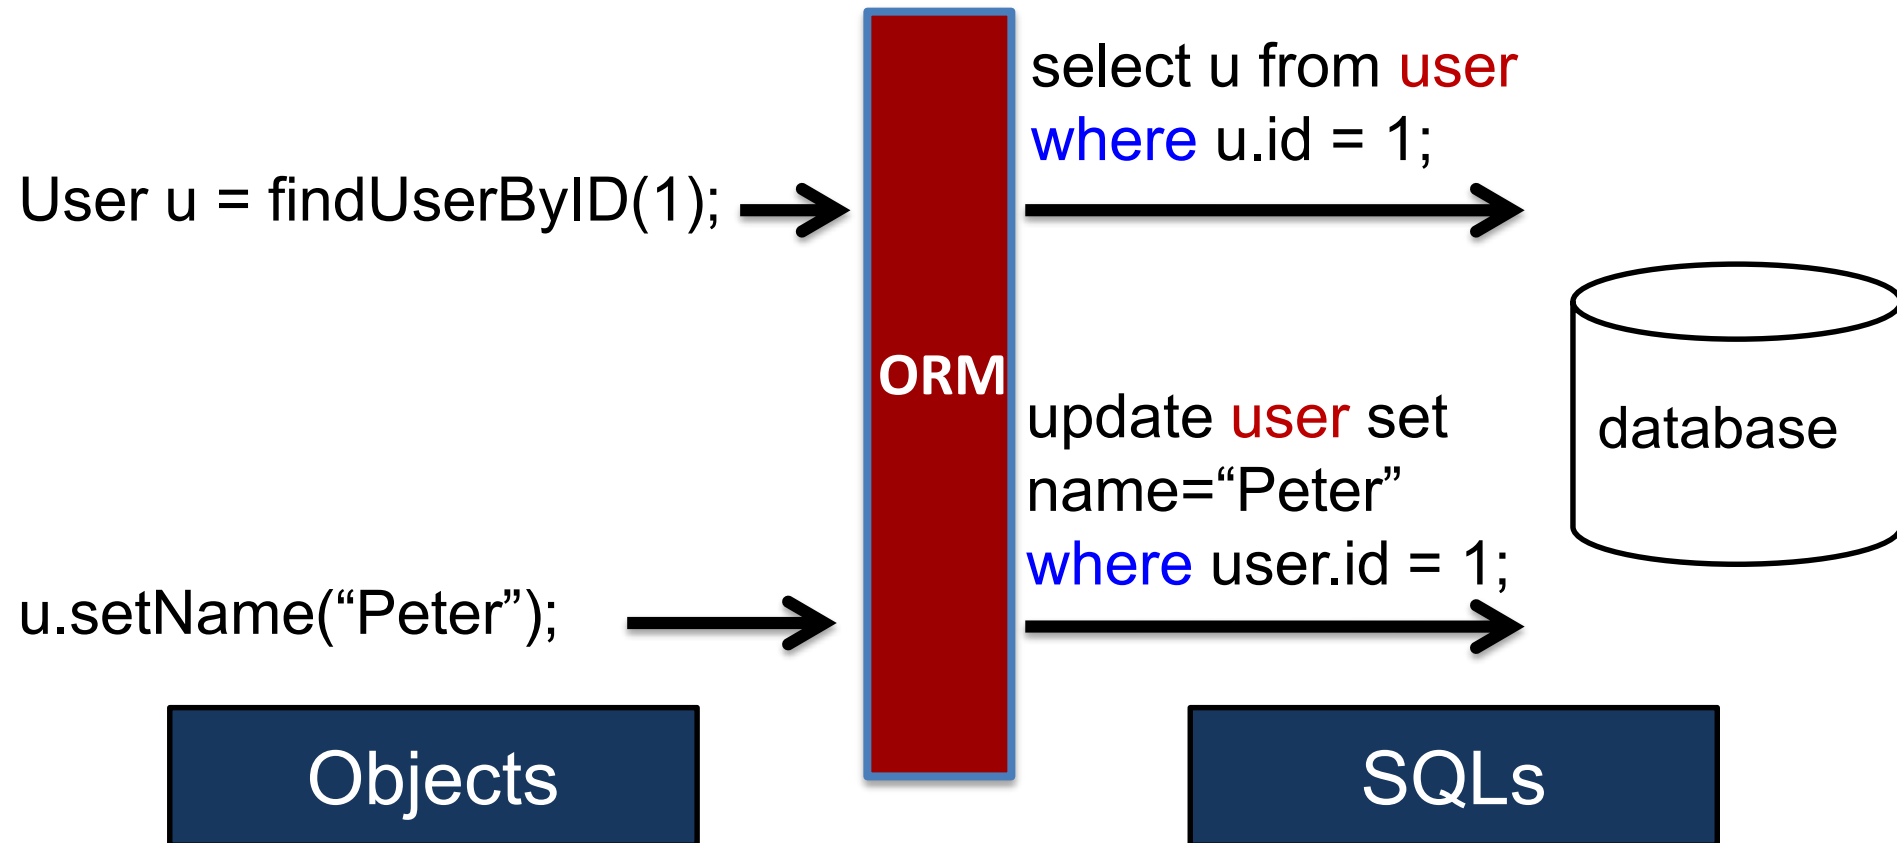 select u from user
where u.id = 1;
User u = findUserByID(1);
ORM
update user set
name=“Peter”
where user.id = 1;
database
u.setName(“Peter”);
Objects
SQLs